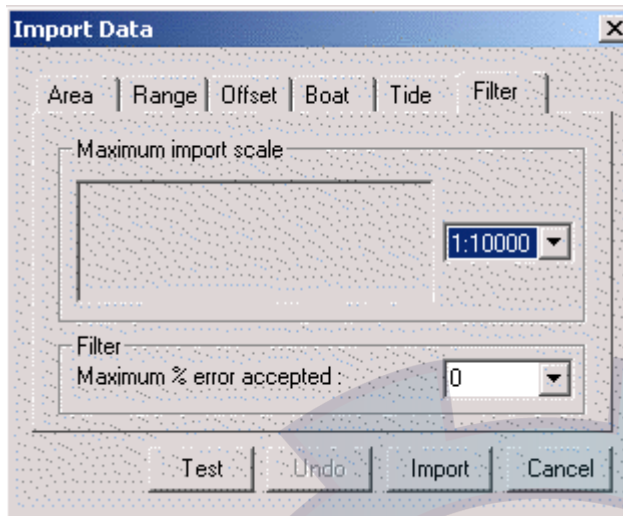 Import Data
Area Range Offset Boat Tide Filter
Maximum import scale
1:10000
Filter
Maximum % error accepted : 0
Test Undo Import Cancel